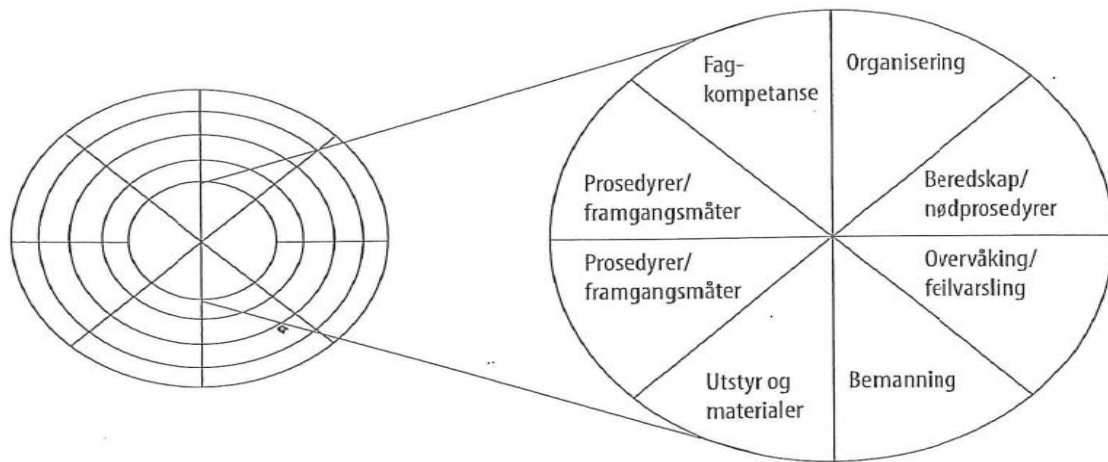 Fag-
kompetanse
Organisering
Prosedyrer/
framgangsmåter
Beredskap/
nødprosedyrer
Prosedyrer/
framgangsmåter
Overvåking/
feilvarsling
Utstyr og
materialer
Bemanning